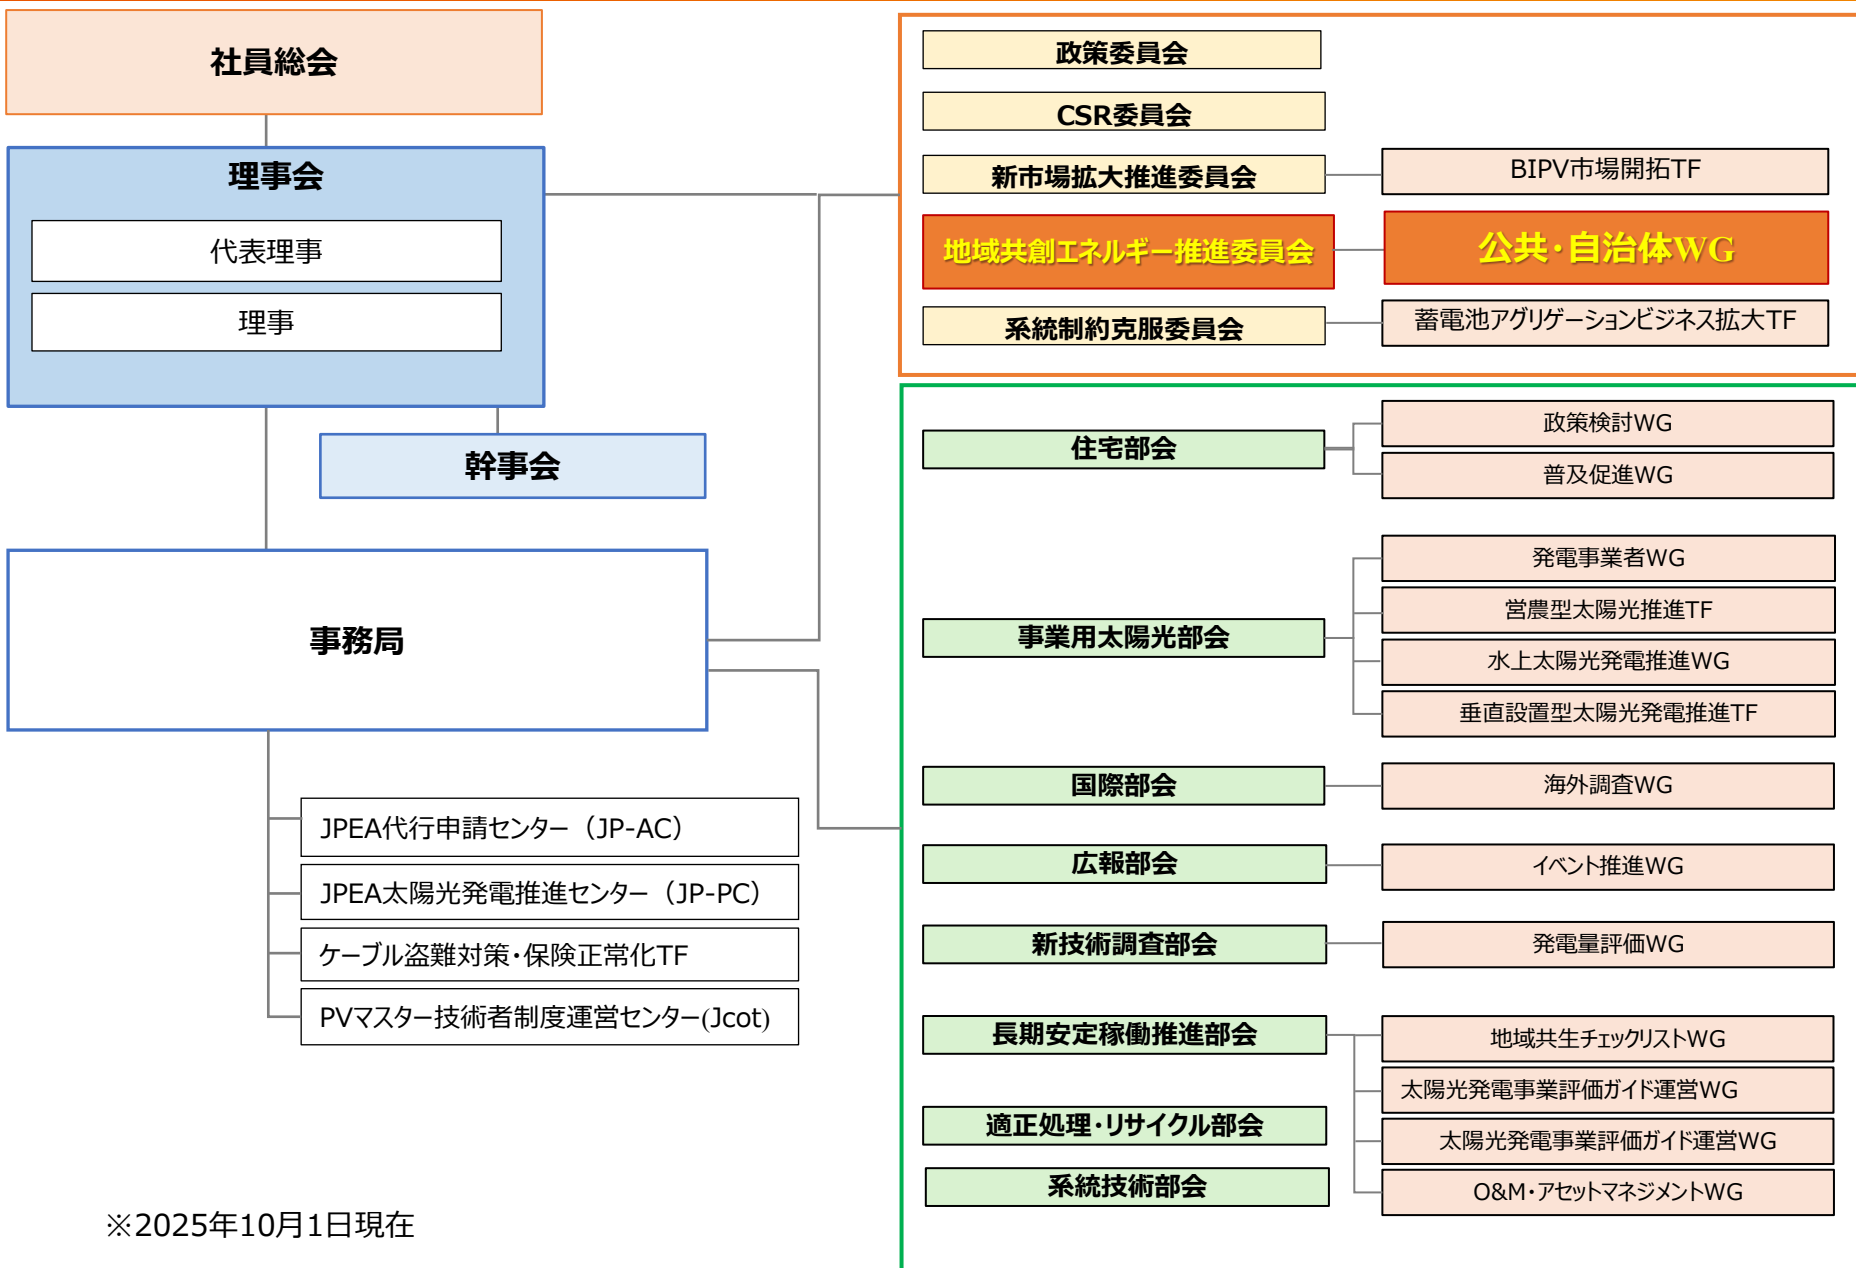 社員総会
理事会
代表理事
理事
幹事会
事務局
JPEA代行申請センター（JP-AC）
JPEA太陽光発電推進センター（JP-PC）
ケーブル盗難対策・保険正常化TF
PVマスター技術者制度運営センター(Jcot)
※2025年10月1日現在
政策委員会
CSR委員会
新市場拡大推進委員会
BIPV市場開拓TF
地域共創エネルギー推進委員会
公共・自治体WG
系統制約克服委員会
蓄電池アグリゲーションビジネス拡大TF
住宅部会
政策検討WG
普及促進WG
事業用太陽光部会
発電事業者WG
営農型太陽光推進TF
水上太陽光発電推進WG
垂直設置型太陽光発電推進TF
国際部会
海外調査WG
広報部会
イベント推進WG
新技術調査部会
発電量評価WG
長期安定稼働推進部会
地域共生チェックリストWG
太陽光発電事業評価ガイド運営WG
適正処理・リサイクル部会
太陽光発電事業評価ガイド運営WG
系統技術部会
O&M・アセットマネジメントWG